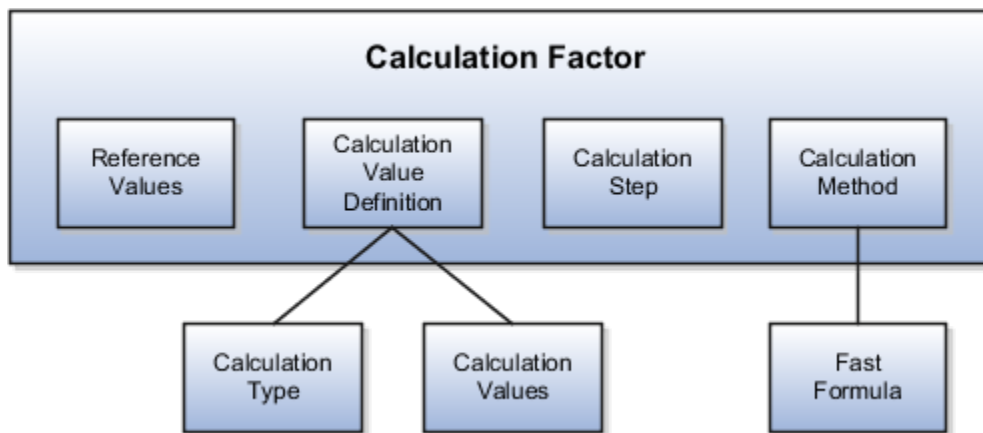 Calculation Factor
Reference
Values
Calculation
Value
Definition
Calculation
Step
Calculation
Method
Calculation
Type
Calculation
Values
Fast
Formula